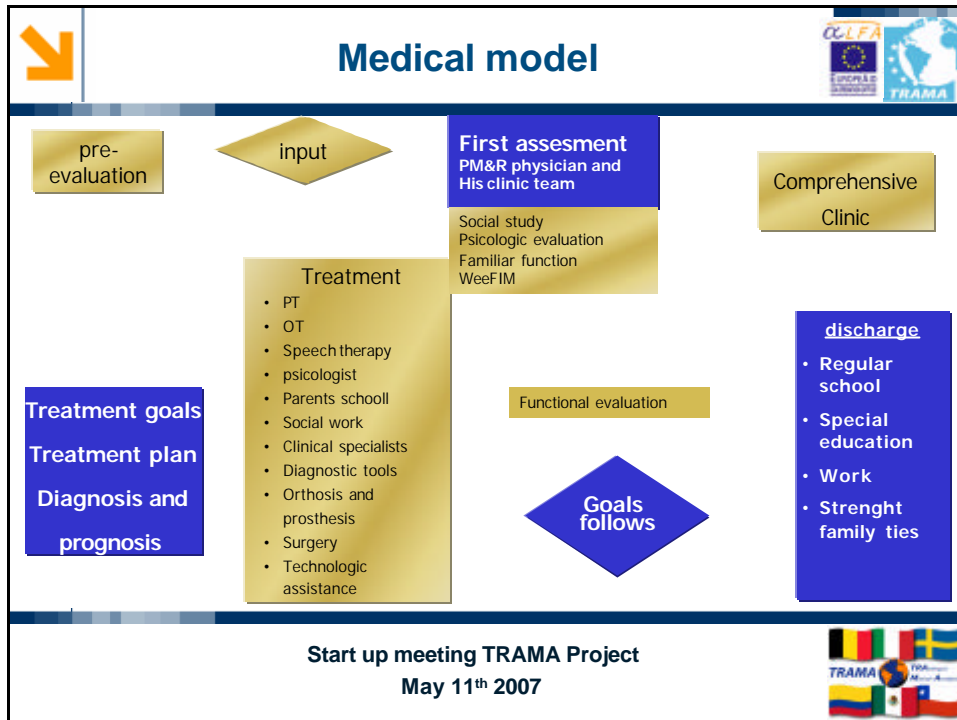 Medical model
αLFA
TRAMA
pre-
evaluation
input
First assesment
PM&R physician and
His clinic team
Social study
Psicologic evaluation
Familiar function
WeeFIM
Comprehensive
Clinic
Treatment
• PT
• OT
• Speech therapy
• psicologist
• Parents schooll
• Social work
• Clinical specialists
• Diagnostic tools
• Orthosis and
prosthesis
• Surgery
• Technologic
assistance
Treatment goals
Treatment plan
Diagnosis and
prognosis
Functional evaluation
Goals
follows
discharge
• Regular
school
• Special
education
• Work
• Strenght
family ties
Start up meeting TRAMA Project
May 11th 2007
TRAMA